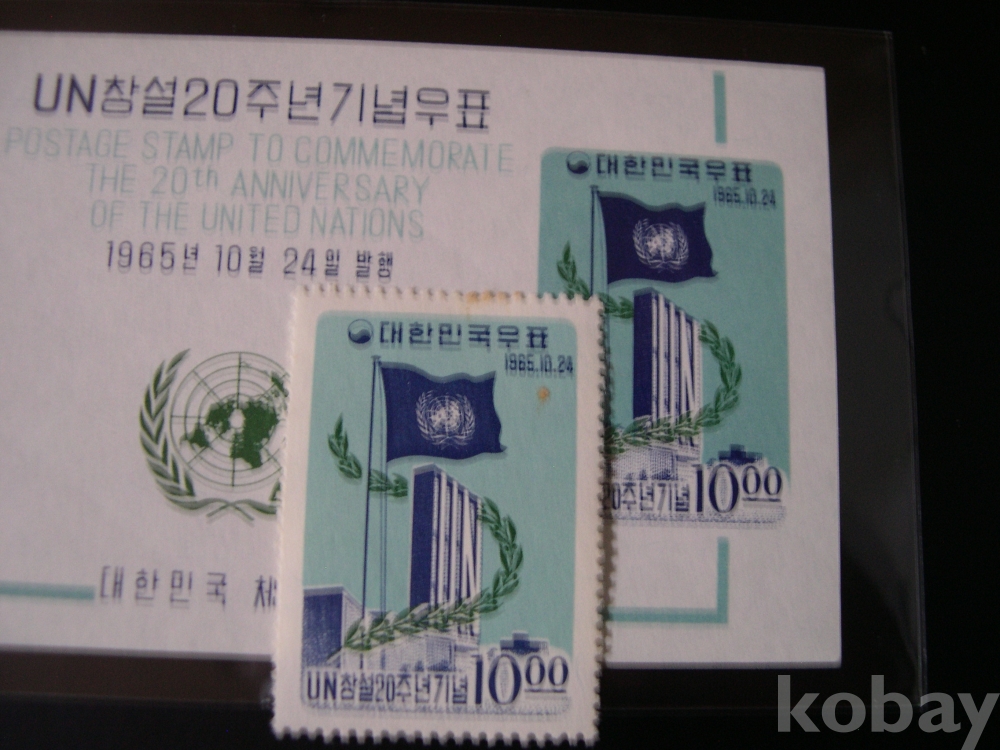 UN창설20주년기념우표
POSTAGE STAMP TO COMMEMORATE
THE 20th ANNIVERSARY
OF THE UNITED NATIONS
1965년 10월 24일 발행
대한민국우표
1965.10.24
UN
20주년기념 10.00
대한민국우표
1965.10.24
UN
UN창설20주년기념 10.00
대한민국
kobay